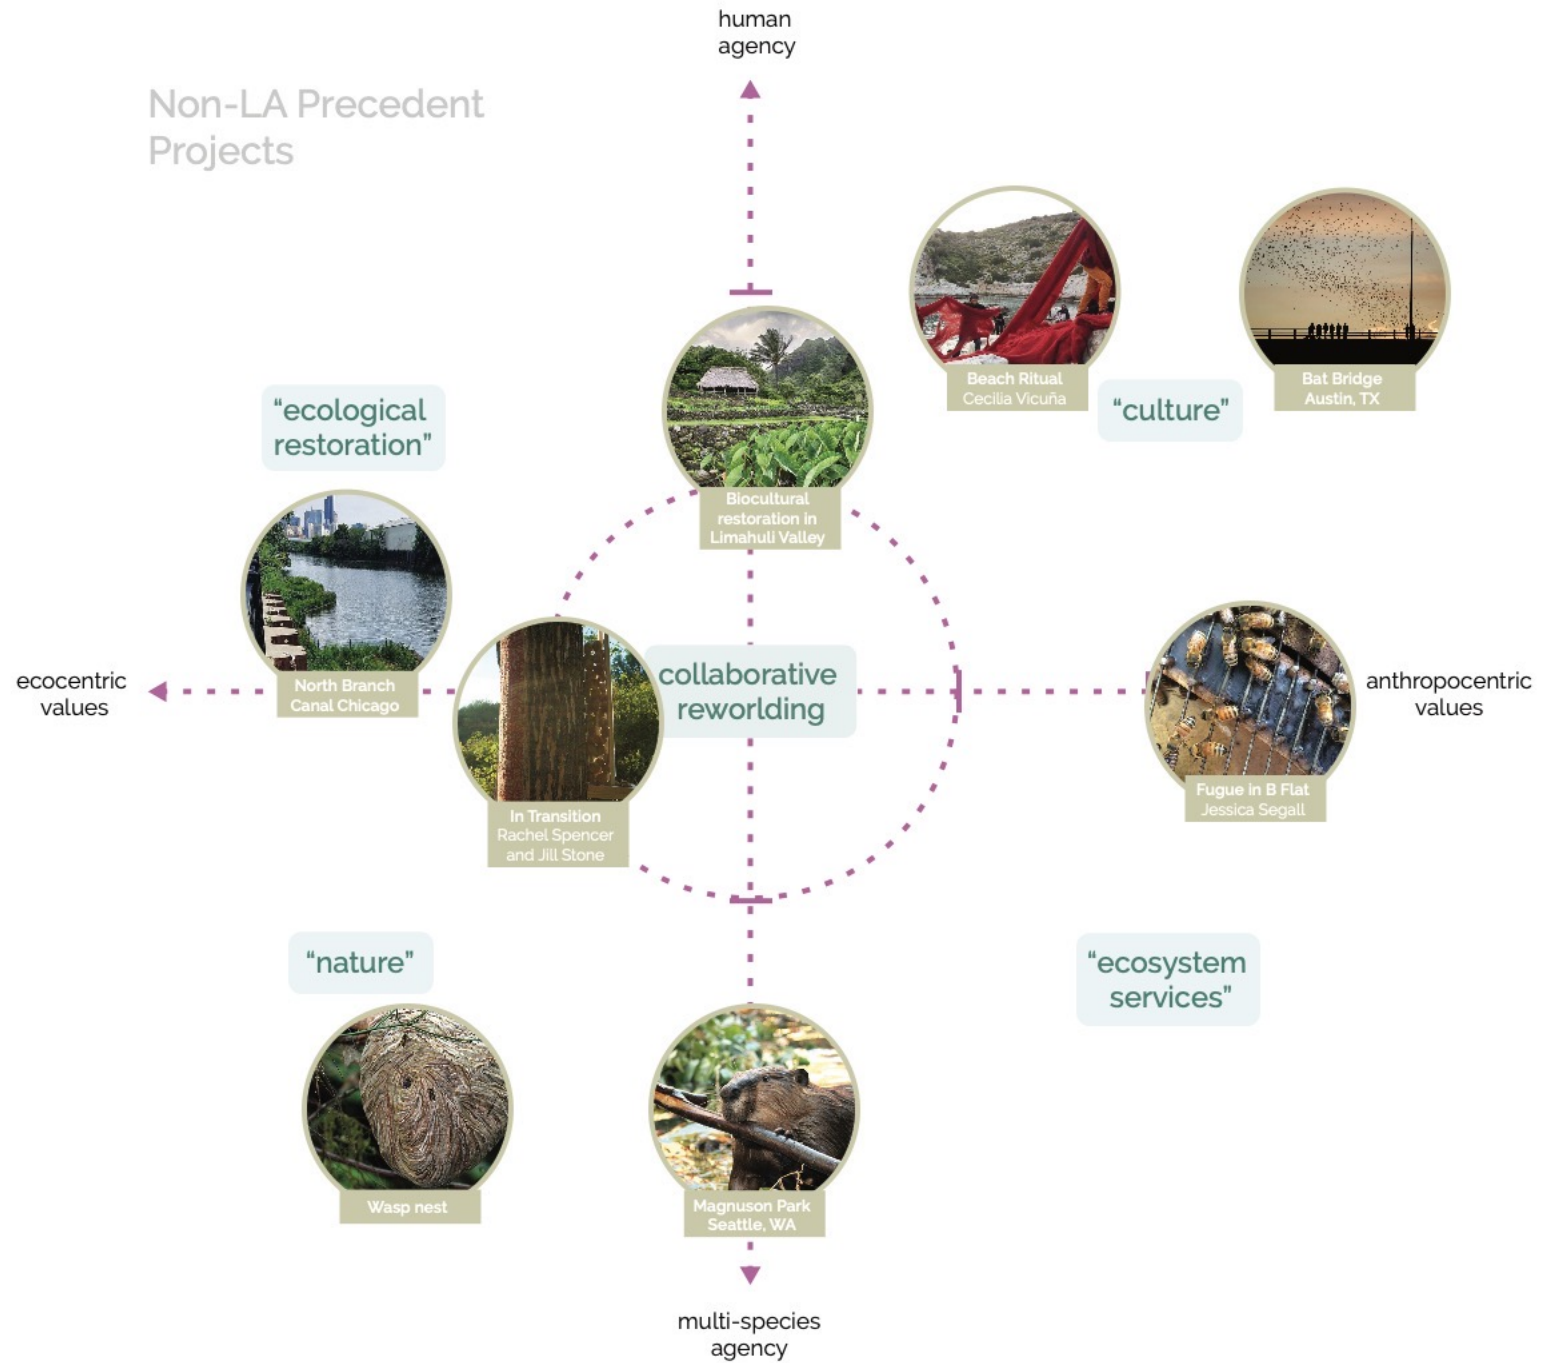 human
agency
Non-LA Precedent
Projects
Beach Ritual
Cecilia Vicuña
Bat Bridge
Austin, TX
“ecological
restoration”
“culture”
Biocultural
restoration in
Limahuli Valley
North Branch
Canal Chicago
ecocentric
values
collaborative
reworlding
anthropocentric
values
In Transition
Rachel Spencer
and Jill Stone
Fugue in B Flat
Jessica Segall
“nature”
“ecosystem
services”
Wasp nest
Magnuson Park
Seattle, WA
multi-species
agency